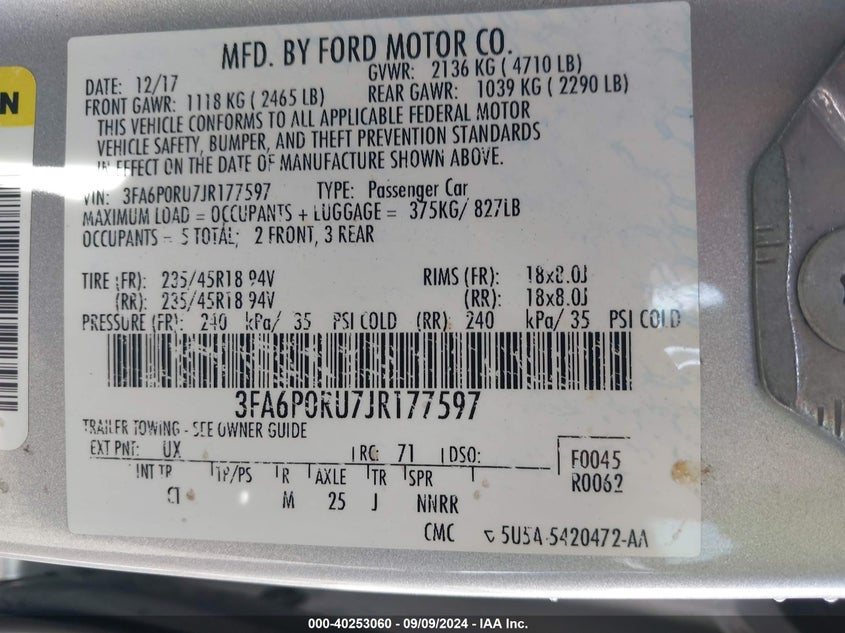 MFD. BY FORD MOTOR CO.
DATE: 12/17 GVWR: 2136 KG ( 4710 LB)
FRONT GAWR: 1118 KG ( 2465 LB) REAR GAWR: 1039 KG ( 2290 LB)
THIS VEHICLE CONFORMS TO ALL APPLICABLE FEDERAL MOTOR
VEHICLE SAFETY, BUMPER, AND THEFT PREVENTION STANDARDS
IN EFFECT ON THE DATE OF MANUFACTURE SHOWN ABOVE.
VIN: 3FA6P0RU7JR177597 TYPE: Passenger Car
MAXIMUM LOAD = OCCUPANTS + LUGGAGE = 375KG/ 827LB
OCCUPANTS = 5 TOTAL; 2 FRONT, 3 REAR
TIRE (FR): 235/45R18 94V RIMS (FR): 18x8.0J
(RR): 235/45R18 94V (RR): 18x8.0J
PRESSURE (FR): 240 kPa/ 35 PSI COLD (RR): 240 kPa/ 35 PSI COLD
3FA6P0RU7JR177597
TRAILER TOWING - SEE OWNER GUIDE
EXT PNT: UX RC: 71 DSO:
F0045
R0062
INT TR TP/PS R AXLE TR SPR
M 25 J NNRR
CMC 5U5A-5420472-AA
000-40253060 - 09/09/2024 - IAA Inc.